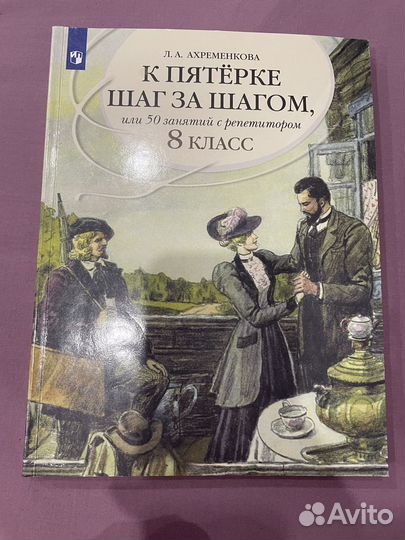 Л. А. АХРЕМЕНКОВА
К ПЯТЁРКЕ
ШАГ ЗА ШАГОМ,
или 50 занятий с репетитором
8 КЛАСС
Avito